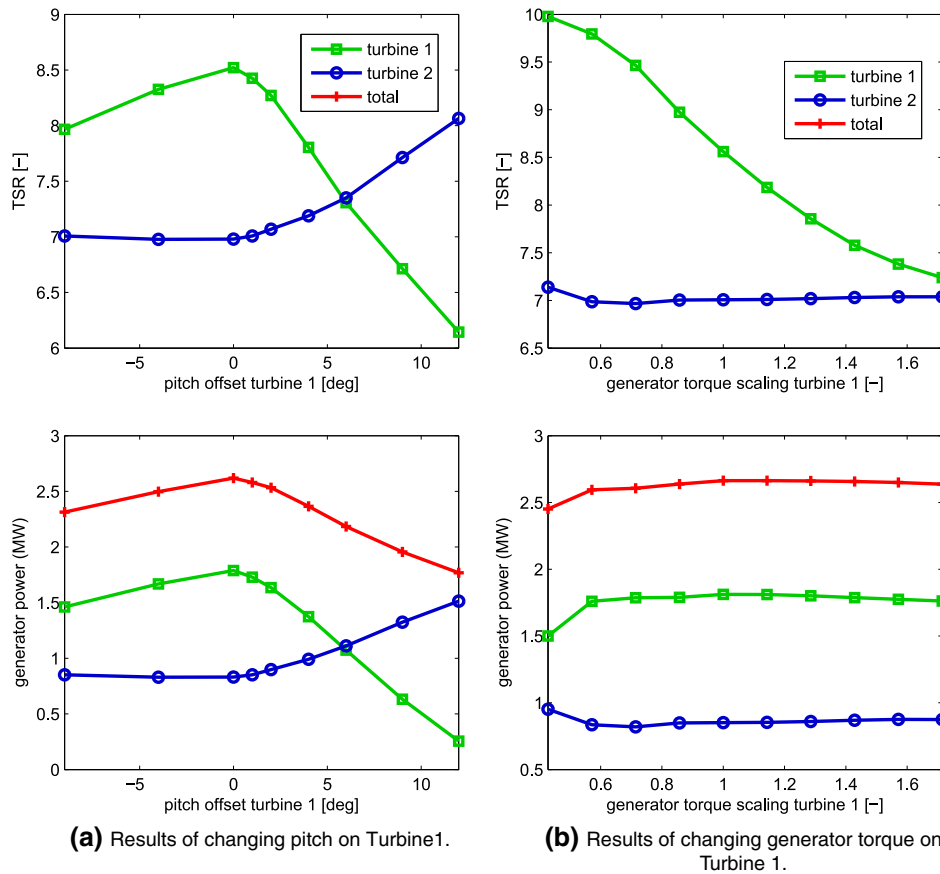 9
8.5
8
7.5
7
6.5
6
TSR [−]
turbine 1
turbine 2
total
−5
0
5
10
pitch offset turbine 1 [deg]
10
9.5
9
8.5
8
7.5
7
6.5
TSR [−]
turbine 1
turbine 2
total
0.6
0.8
1
1.2
1.4
1.6
generator torque scaling turbine 1 [−]
3
2.5
2
1.5
1
0.5
0
generator power (MW)
−5
0
5
10
pitch offset turbine 1 [deg]
(a) Results of changing pitch on Turbine1.
3
2.5
2
1.5
1
0.5
generator power (MW)
0.6
0.8
1
1.2
1.4
1.6
generator torque scaling turbine 1 [−]
(b) Results of changing generator torque on
Turbine 1.